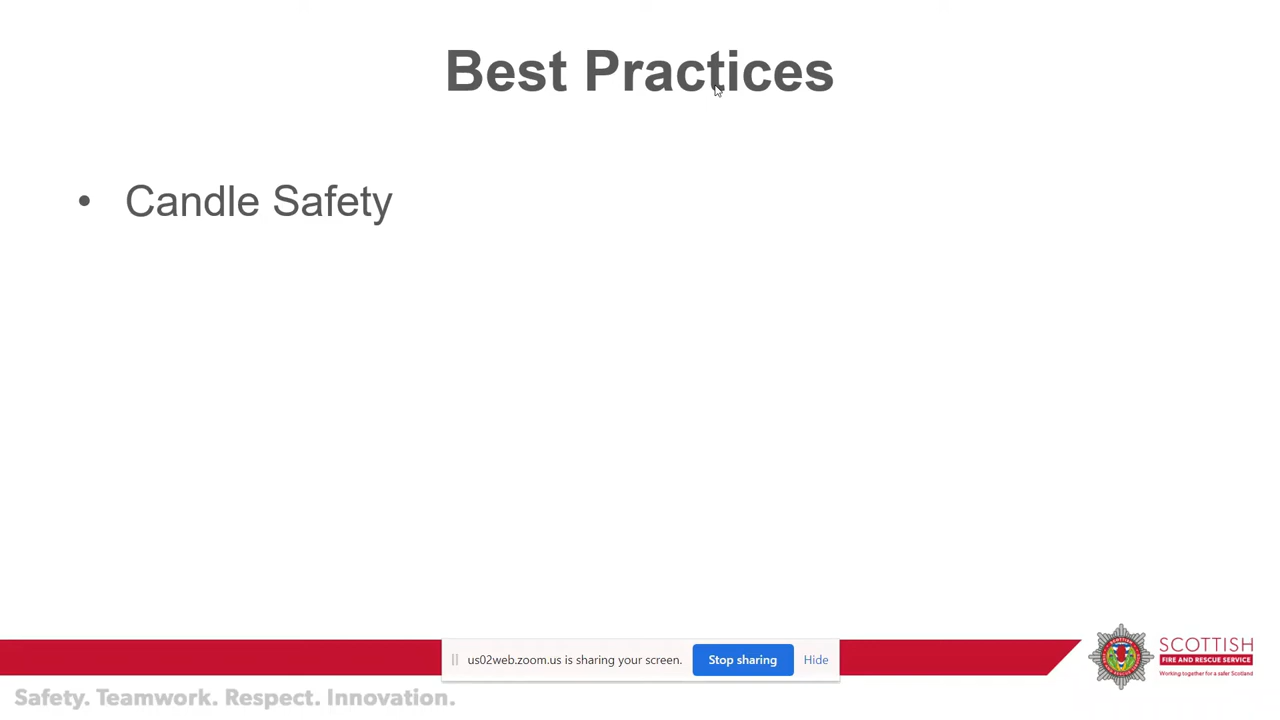 Best Practices
• Candle Safety
us02web.zoom.us is sharing your screen.
Stop sharing
Hide
SCOTTISH
FIRE AND RESCUE SERVICE
Working together for a safer Scotland
Safety. Teamwork. Respect. Innovation.